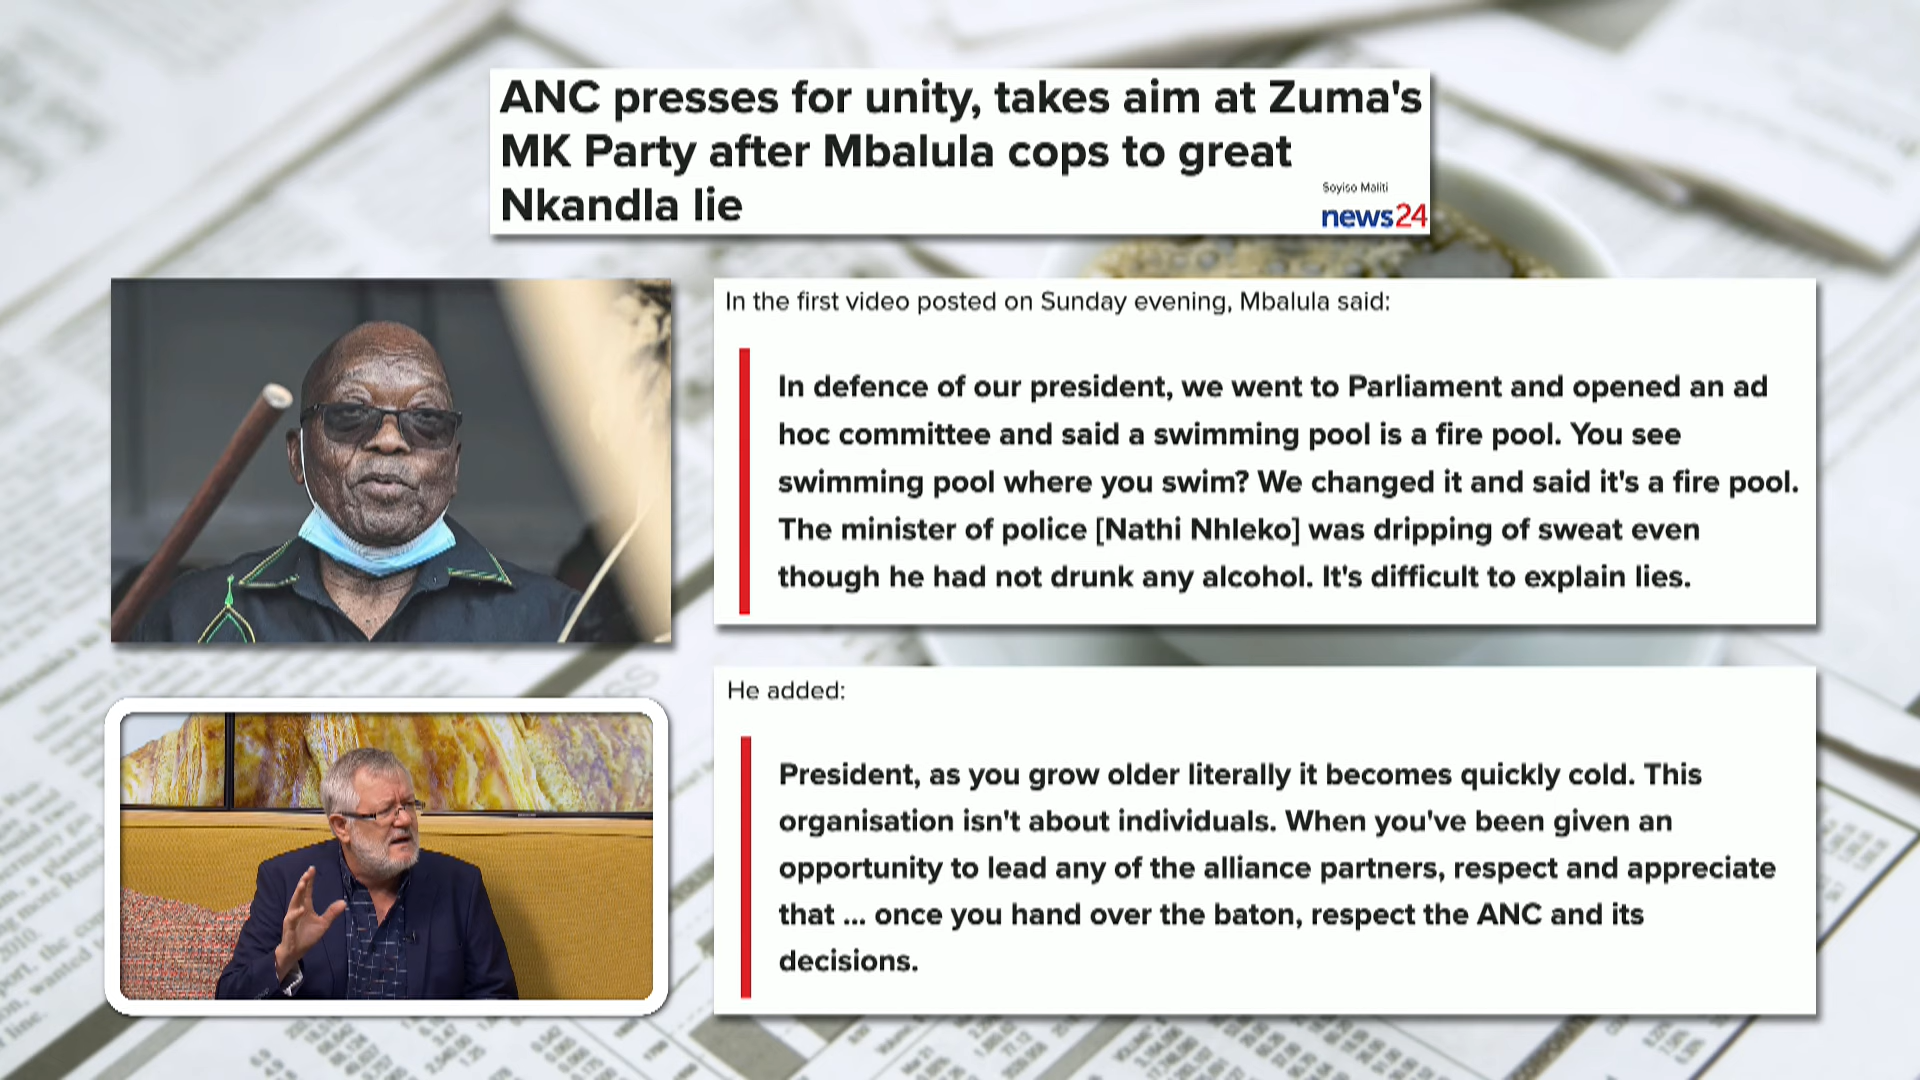 ANC presses for unity, takes aim at Zuma's
MK Party after Mbalula cops to great
Nkandla lie
Soyiso Maliti
news24
In the first video posted on Sunday evening, Mbalula said:
In defence of our president, we went to Parliament and opened an ad
hoc committee and said a swimming pool is a fire pool. You see
swimming pool where you swim? We changed it and said it's a fire pool.
The minister of police [Nathi Nhleko] was dripping of sweat even
though he had not drunk any alcohol. It's difficult to explain lies.
He added:
President, as you grow older literally it becomes quickly cold. This
organisation isn't about individuals. When you've been given an
opportunity to lead any of the alliance partners, respect and appreciate
that ... once you hand over the baton, respect the ANC and its
decisions.